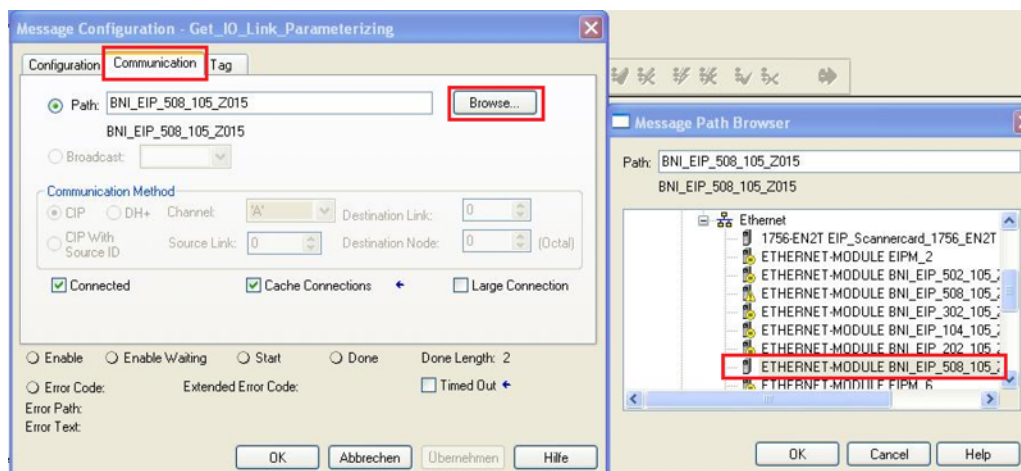 Message Configuration - Get_IO_Link_Parameterizing
Configuration Communication Tag
Path: BNI_EIP_508_105_Z015 Browse...
BNI_EIP_508_105_Z015
Broadcast:
Communication Method
CIP DH+ Channel: 'A' Destination Link: 0
CIP With Source ID Source Link: 0 Destination Node: 0 (Octal)
Connected Cache Connections Large Connection
Enable Enable Waiting Start Done Done Length: 2
Error Code: Extended Error Code: Timed Out
Error Path:
Error Text:
OK Abbrechen Übernehmen Hilfe
Message Path Browser
Path: BNI_EIP_508_105_Z015
BNI_EIP_508_105_Z015
Ethernet
1756-EN2T EIP_Scannercard_1756_EN2T
ETHERNET-MODULE EIPM_2
ETHERNET-MODULE BNI_EIP_502_105_
ETHERNET-MODULE BNI_EIP_508_105_
ETHERNET-MODULE BNI_EIP_302_105_
ETHERNET-MODULE BNI_EIP_104_105_
ETHERNET-MODULE BNI_EIP_202_105_
ETHERNET-MODULE BNI_EIP_508_105_
ETHERNET-MODULE EIPM_6
OK Cancel Help